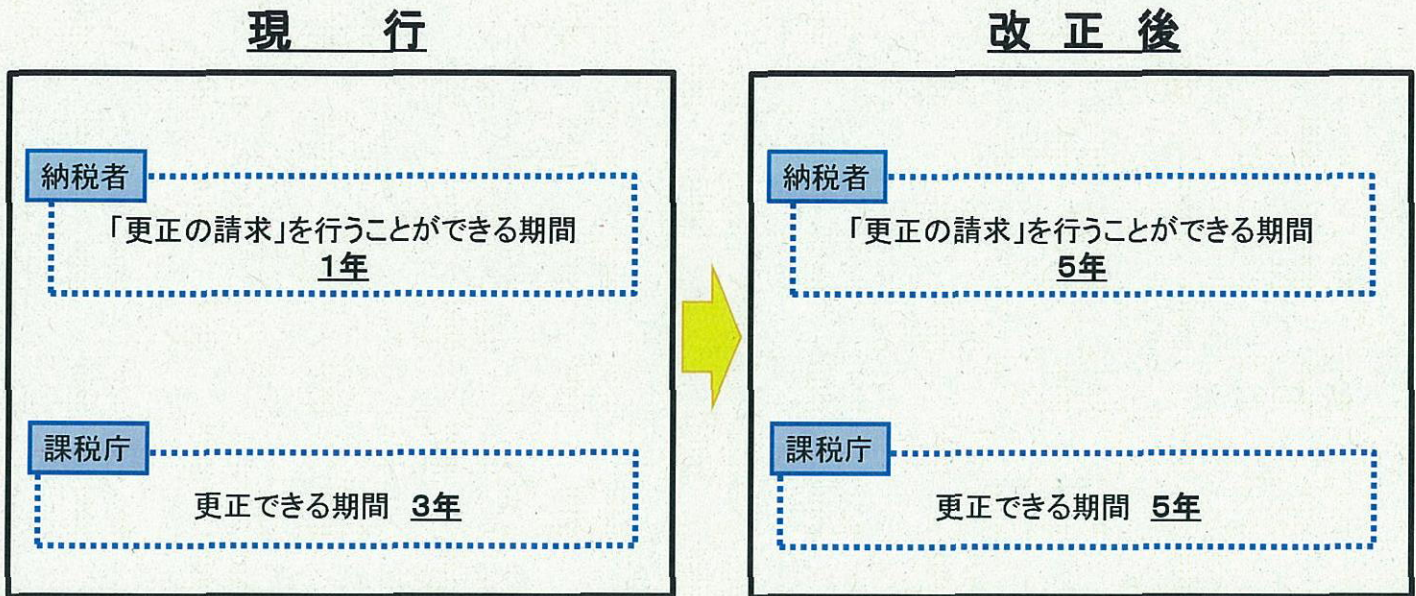 現 行
納税者
「更正の請求」を行うことができる期間
1年
課税庁
更正できる期間 3年
改 正 後
納税者
「更正の請求」を行うことができる期間
5年
課税庁
更正できる期間 5年